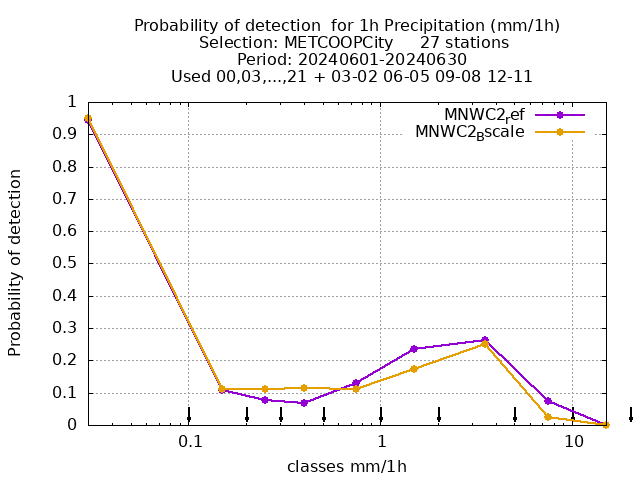 Probability of detection for 1h Precipitation (mm/1h)
Selection: METCOOPCity 27 stations
Period: 20240601-20240630
Used 00,03,...,21 + 03-02 06-05 09-08 12-11
MNWC2ref
MNWC2Bscale
1
0.9
0.8
0.7
0.6
0.5
0.4
0.3
0.2
0.1
0
Probability of detection
0.1 1 10
classes mm/1h